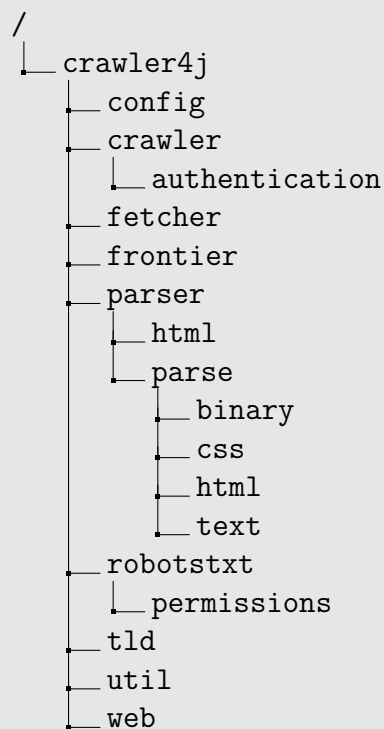 /
crawler4j
config
crawler
authentication
fetcher
frontier
parser
html
parse
binary
css
html
text
robotstxt
permissions
tld
util
web